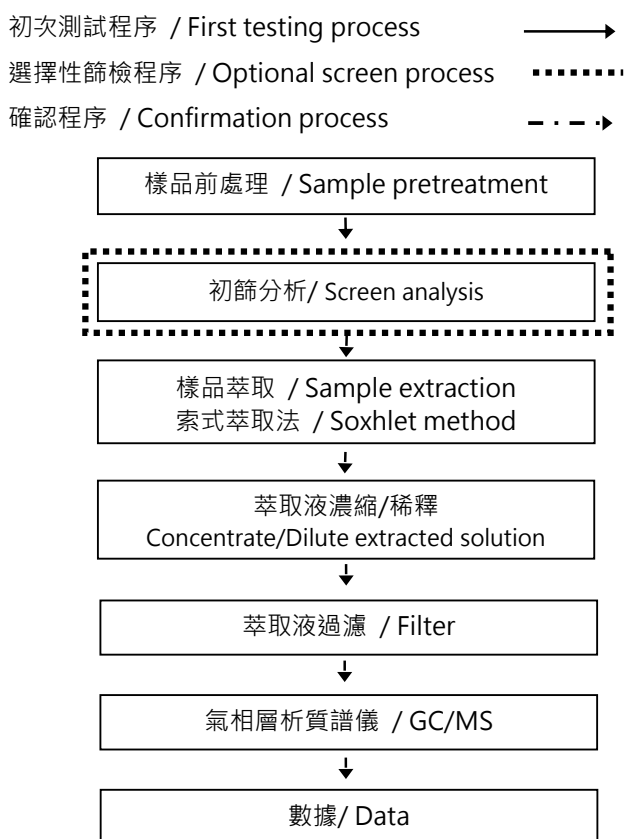 初次測試程序 / First testing process
選擇性篩檢程序 / Optional screen process
確認程序 / Confirmation process
樣品前處理 / Sample pretreatment
初篩分析/ Screen analysis
樣品萃取 / Sample extraction
索式萃取法 / Soxhlet method
萃取液濃縮/稀釋
Concentrate/Dilute extracted solution
萃取液過濾 / Filter
氣相層析質譜儀 / GC/MS
數據/ Data